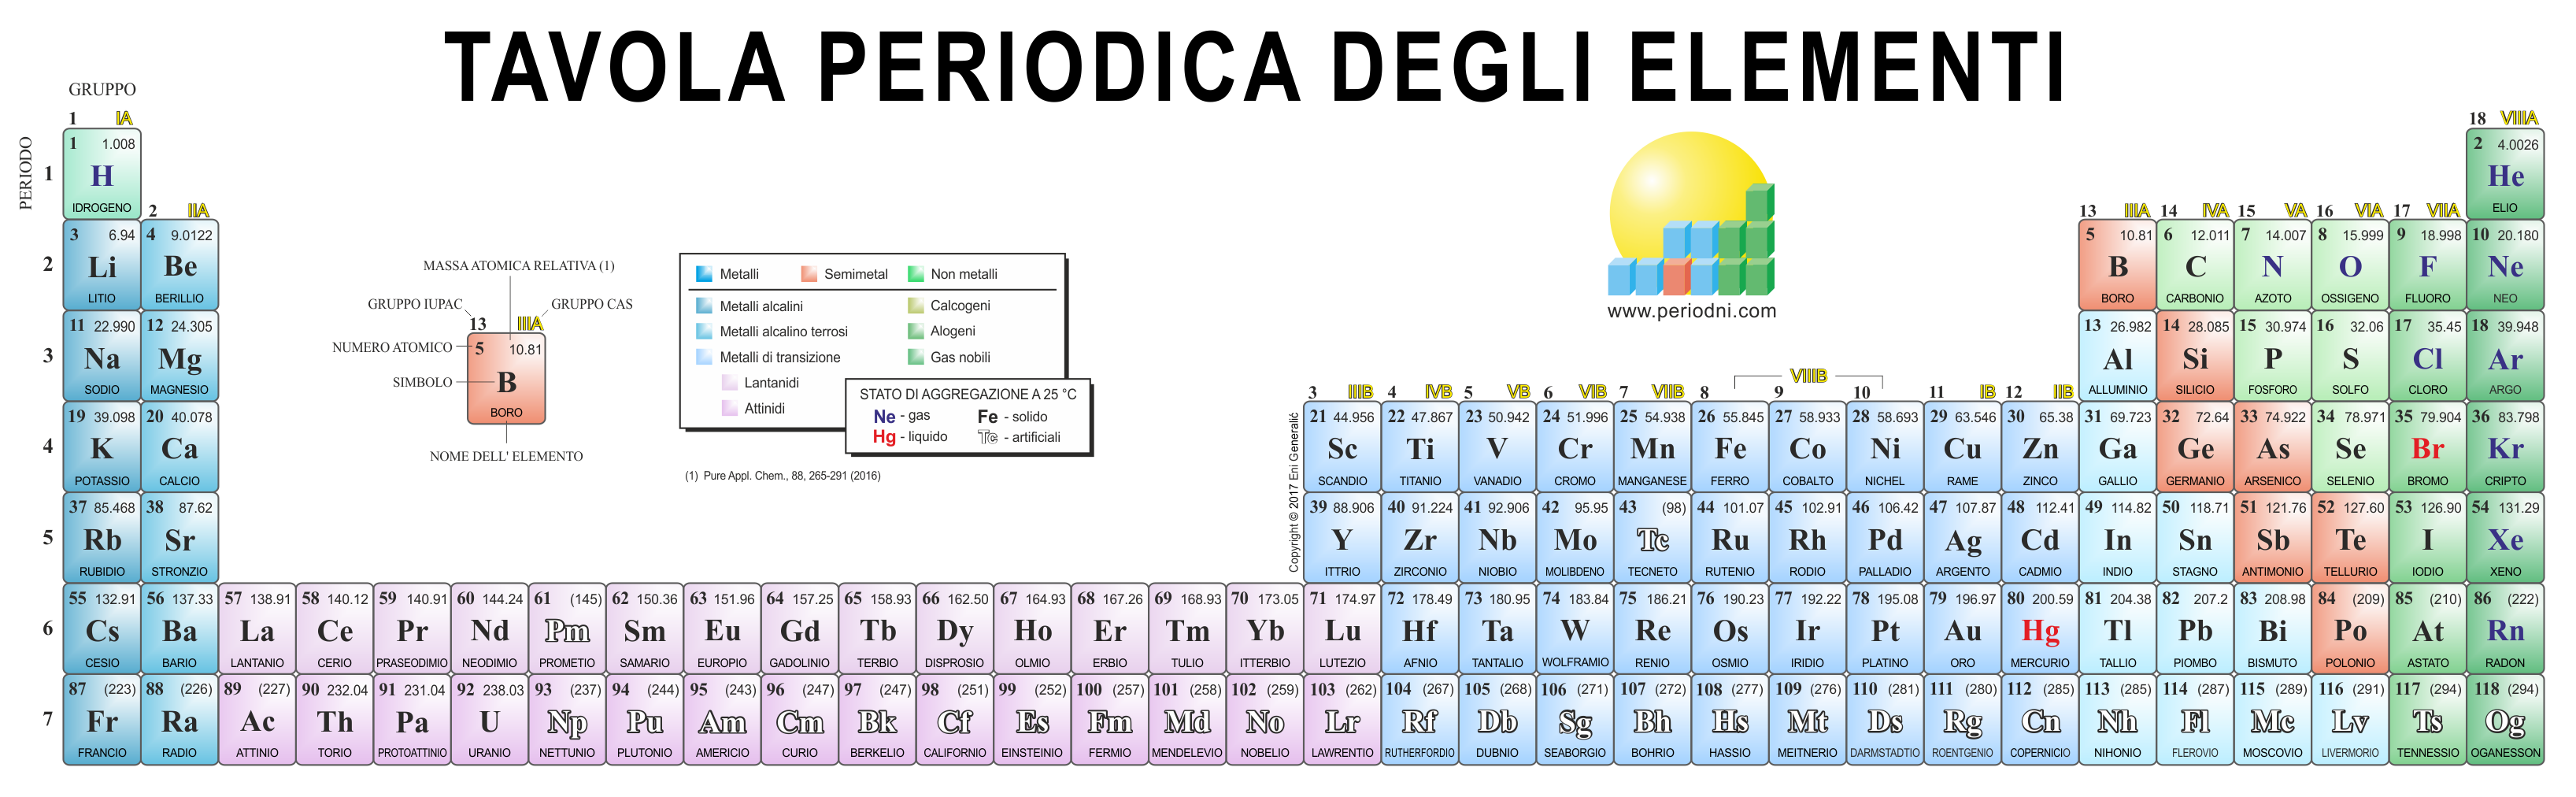 TAVOLA PERIODICA DEGLI ELEMENTI
GRUPPO
PERIODO
1 IA
18 VIIIA
1
1 1.008
H
IDROGENO
2 4.0026
He
ELIO
2 IIA
13 IIIA 14 IVA 15 VA 16 VIA 17 VIIA
2
3 6.94 4 9.0122 5 10.81 6 12.011 7 14.007 8 15.999 9 18.998 10 20.180
Li Be B C N O F Ne
LITIO BERILLIO BORO CARBONIO AZOTO OSSIGENO FLUORO NEO
MASSA ATOMICA RELATIVA (1)
GRUPPO IUPAC GRUPPO CAS
13 IIIA
NUMERO ATOMICO 5 10.81
SIMBOLO B
BORO
NOME DELL' ELEMENTO
Metalli Semimetal Non metalli
Metalli alcalini Calcogeni
Metalli alcalino terrosi Alogeni
Metalli di transizione Gas nobili
Lantanidi
Attinidi
STATO DI AGGREGAZIONE A 25 °C
Ne - gas Fe - solido
Hg - liquido Tc - artificiali
(1) Pure Appl. Chem., 88, 265-291 (2016)
www.periodni.com
Copyright © 2017 Eni Generalić
3
11 22.990 12 24.305 13 26.982 14 28.085 15 30.974 16 32.06 17 35.45 18 39.948
Na Mg Al Si P S Cl Ar
SODIO MAGNESIO ALLUMINIO SILICIO FOSFORO SOLFO CLORO ARGO
3 IIIB 4 IVB 5 VB 6 VIB 7 VIIB 8 VIIIB 9 10 11 IB 12 IIB
4
19 39.098 20 40.078 21 44.956 22 47.867 23 50.942 24 51.996 25 54.938 26 55.845 27 58.933 28 58.693 29 63.546 30 65.38 31 69.723 32 72.64 33 74.922 34 78.971 35 79.904 36 83.798
K Ca Sc Ti V Cr Mn Fe Co Ni Cu Zn Ga Ge As Se Br Kr
POTASSIO CALCIO SCANDIO TITANIO VANADIO CROMO MANGANESE FERRO COBALTO NICHEL RAME ZINCO GALLIO GERMANIO ARSENICO SELENIO BROMO CRIPTO
5
37 85.468 38 87.62 39 88.906 40 91.224 41 92.906 42 95.95 43 (98) 44 101.07 45 102.91 46 106.42 47 107.87 48 112.41 49 114.82 50 118.71 51 121.76 52 127.60 53 126.90 54 131.29
Rb Sr Y Zr Nb Mo Tc Ru Rh Pd Ag Cd In Sn Sb Te I Xe
RUBIDIO STRONZIO ITTRIO ZIRCONIO NIOBIO MOLIBDENO TECNETO RUTENIO RODIO PALLADIO ARGENTO CADMIO INDIO STAGNO ANTIMONIO TELLURIO IODIO XENO
6
55 132.91 56 137.33 57 138.91 58 140.12 59 140.91 60 144.24 61 (145) 62 150.36 63 151.96 64 157.25 65 158.93 66 162.50 67 164.93 68 167.26 69 168.93 70 173.05 71 174.97 72 178.49 73 180.95 74 183.84 75 186.21 76 190.23 77 192.22 78 195.08 79 196.97 80 200.59 81 204.38 82 207.2 83 208.98 84 (209) 85 (210) 86 (222)
Cs Ba La Ce Pr Nd Pm Sm Eu Gd Tb Dy Ho Er Tm Yb Lu Hf Ta W Re Os Ir Pt Au Hg Tl Pb Bi Po At Rn
CESIO BARIO LANTANIO CERIO PRASEODIMIO NEODIMIO PROMETIO SAMARIO EUROPIO GADOLINIO TERBIO DISPROSIO OLMIO ERBIO TULIO ITTERBIO LUTEZIO AFNIO TANTALIO WOLFRAMIO RENIO OSMIO IRIDIO PLATINO ORO MERCURIO TALLIO PIOMBO BISMUTO POLONIO ASTATO RADON
7
87 (223) 88 (226) 89 (227) 90 232.04 91 231.04 92 238.03 93 (237) 94 (244) 95 (243) 96 (247) 97 (247) 98 (251) 99 (252) 100 (257) 101 (258) 102 (259) 103 (262) 104 (267) 105 (268) 106 (271) 107 (272) 108 (277) 109 (276) 110 (281) 111 (280) 112 (285) 113 (285) 114 (287) 115 (289) 116 (291) 117 (294) 118 (294)
Fr Ra Ac Th Pa U Np Pu Am Cm Bk Cf Es Fm Md No Lr Rf Db Sg Bh Hs Mt Ds Rg Cn Nh Fl Mc Lv Ts Og
FRANCIO RADIO ATTINIO TORIO PROTOATTINIO URANIO NETTUNIO PLUTONIO AMERICIO CURIO BERKELIO CALIFORNIO EINSTEINIO FERMIO MENDELEVIO NOBELIO LAWRENTIO RUTHERFORDIO DUBNIO SEABORGIO BOHRIO HASSIO MEITNERIO DARMSTADTIO ROENTGENIO COPERNICIO NIHONIO FLEROVIO MOSCOVIO LIVERMORIO TENNESSIO OGANESSON